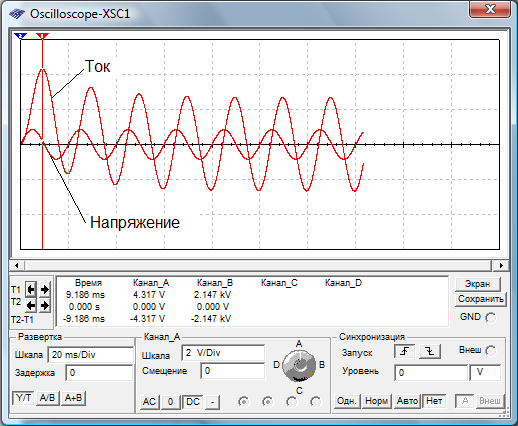 Oscilloscope-XSC1
2
1
Ток
Напряжение
T1
T2
T2-T1
Время Канал_A Канал_B Канал_C Канал_D
9.186 ms 4.317 V 2.147 kV
0.000 s 0.000 V 0.000 V
-9.186 ms -4.317 V -2.147 kV
Экран
Сохранить
GND
Развертка
Шкала 20 ms/Div
Задержка 0
Y/T A/B A+B
Канал_A
Шкала 2 V/Div
Смещение 0
AC 0 DC -
A
B
C
D
Синхронизация
Запуск Внеш
Уровень 0 V
Одн. Норм Авто Нет A Внеш